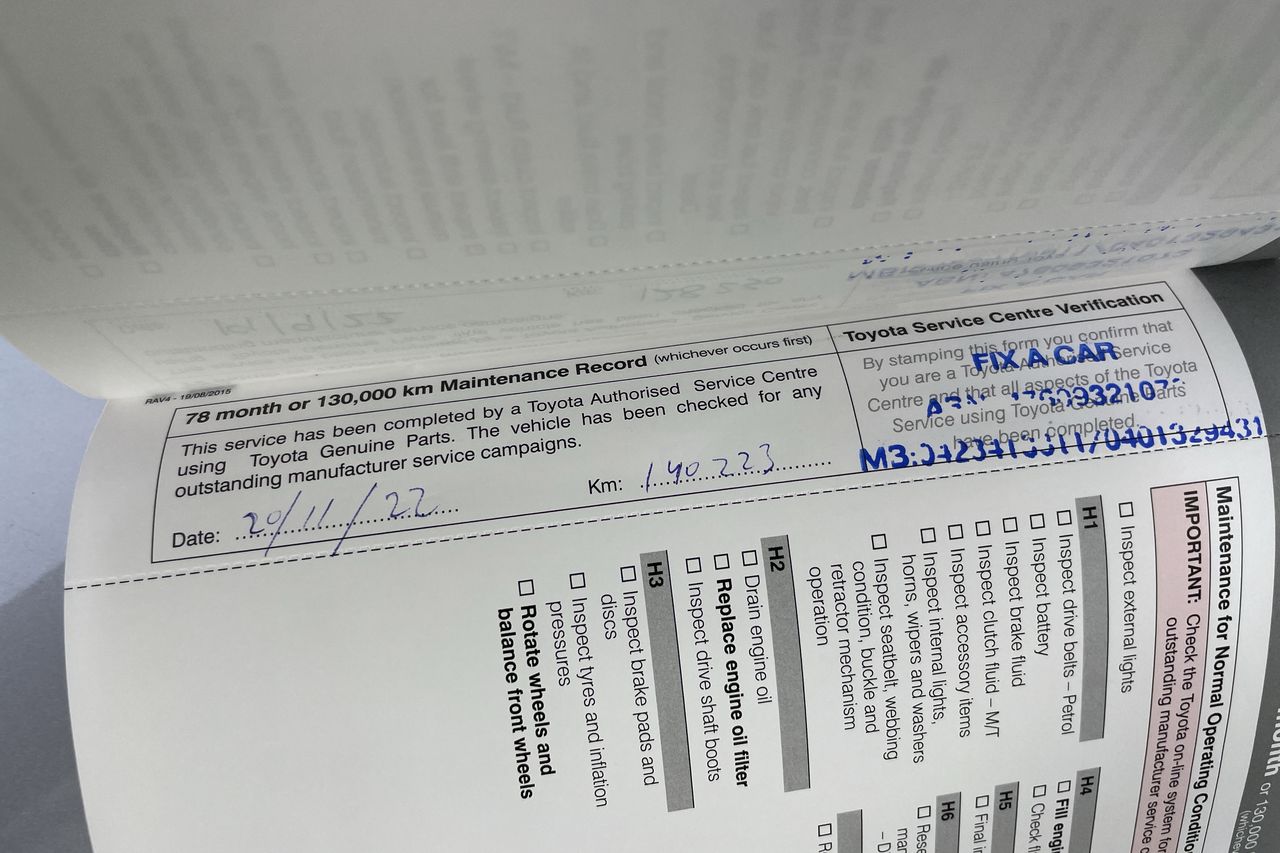 RAV4 - 19/08/2015
78 month or 130,000 km Maintenance Record (whichever occurs first)
This service has been completed by a Toyota Authorised Service Centre
using Toyota Genuine Parts. The vehicle has been checked for any
outstanding manufacturer service campaigns.
Date: 20/11/22
Km: 140.223
Toyota Service Centre Verification
By stamping this form you confirm that
you are a Toyota Authorised Service
Centre and that all aspects of the Toyota
Service using Toyota Genuine Parts
have been completed.
FIX A CAR
Maintenance for Normal Operating
IMPORTANT: Check the Toyota on-line system for
outstanding manufacturer service
Inspect external lights
H1
Inspect drive belts – Petrol
Inspect battery
Inspect brake fluid
Inspect clutch fluid – M/T
Inspect accessory items
Inspect internal lights,
horns, wipers and washers
Inspect seatbelt, webbing
condition, buckle and
retractor mechanism
operation
H2
Drain engine oil
Replace engine oil filter
Inspect drive shaft boots
H3
Inspect brake pads and
discs
Inspect tyres and inflation
pressures
Rotate wheels and
balance front wheels
H4
Fill
Check
H5
Final
H6
or 130,000